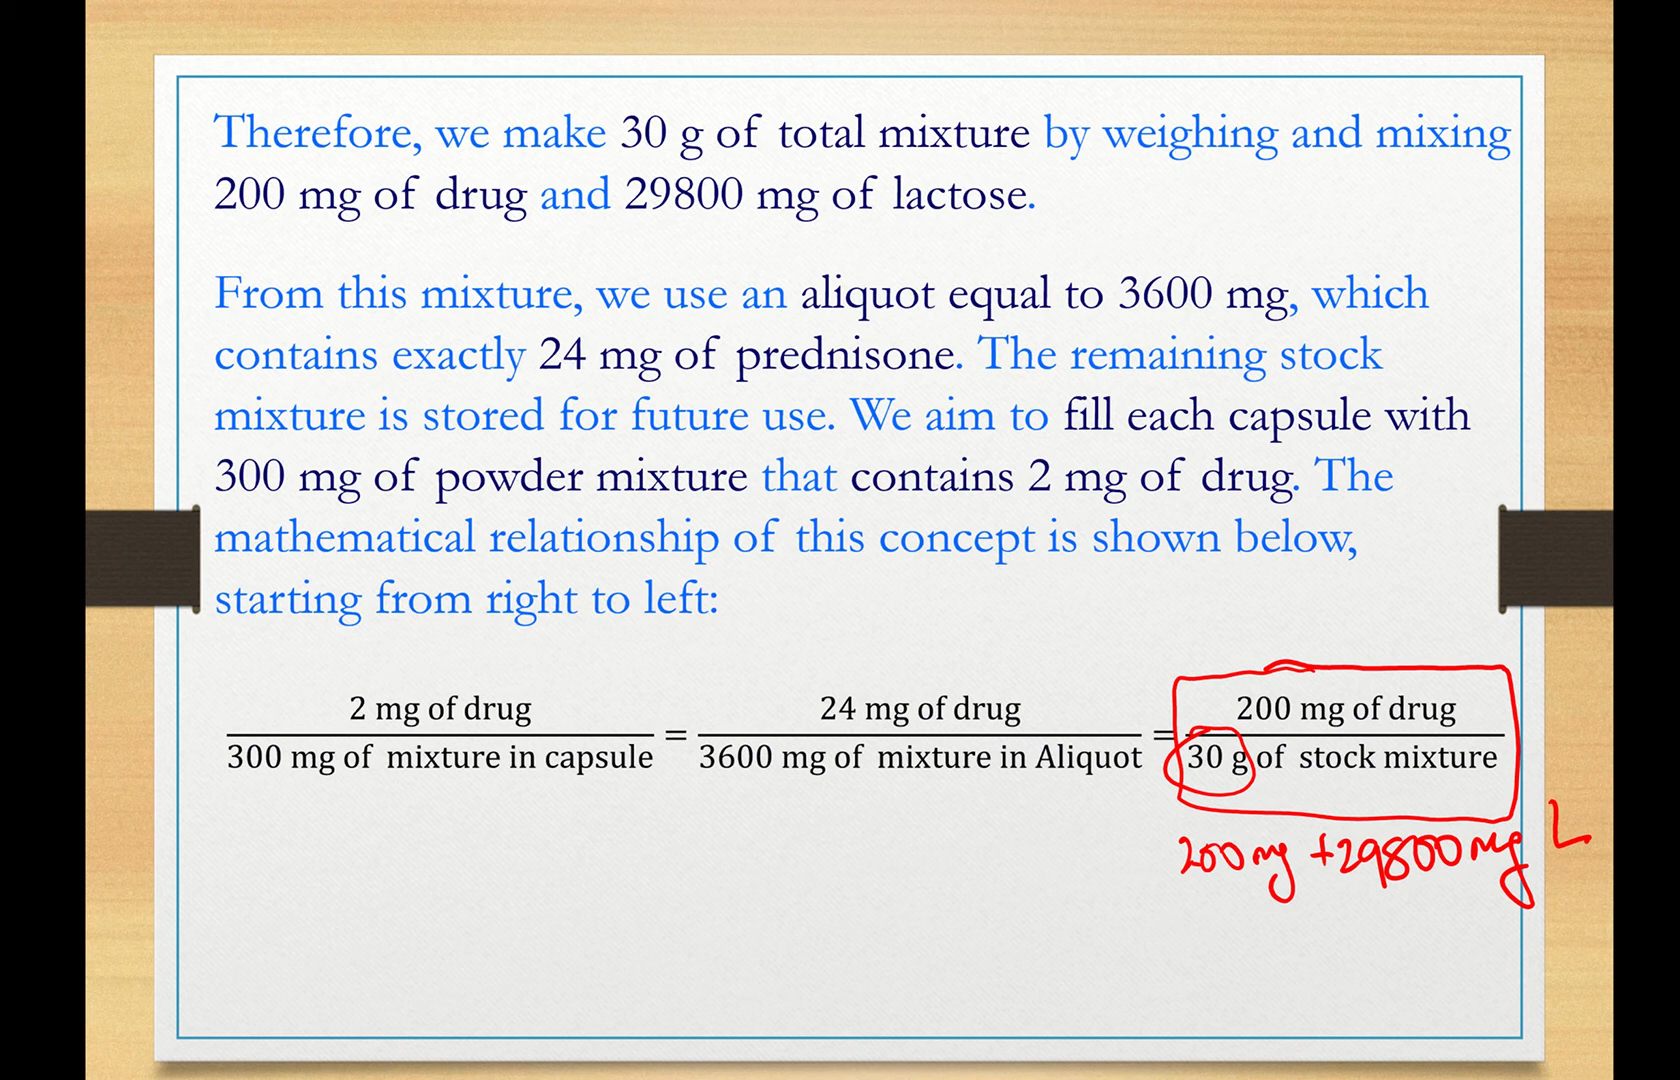 Therefore, we make 30 g of total mixture by weighing and mixing
200 mg of drug and 29800 mg of lactose.
From this mixture, we use an aliquot equal to 3600 mg, which
contains exactly 24 mg of prednisone. The remaining stock
mixture is stored for future use. We aim to fill each capsule with
300 mg of powder mixture that contains 2 mg of drug. The
mathematical relationship of this concept is shown below,
starting from right to left:
2 mg of drug / 300 mg of mixture in capsule = 24 mg of drug / 3600 mg of mixture in Aliquot = 200 mg of drug / 30 g of stock mixture
200mg + 29800 mg L